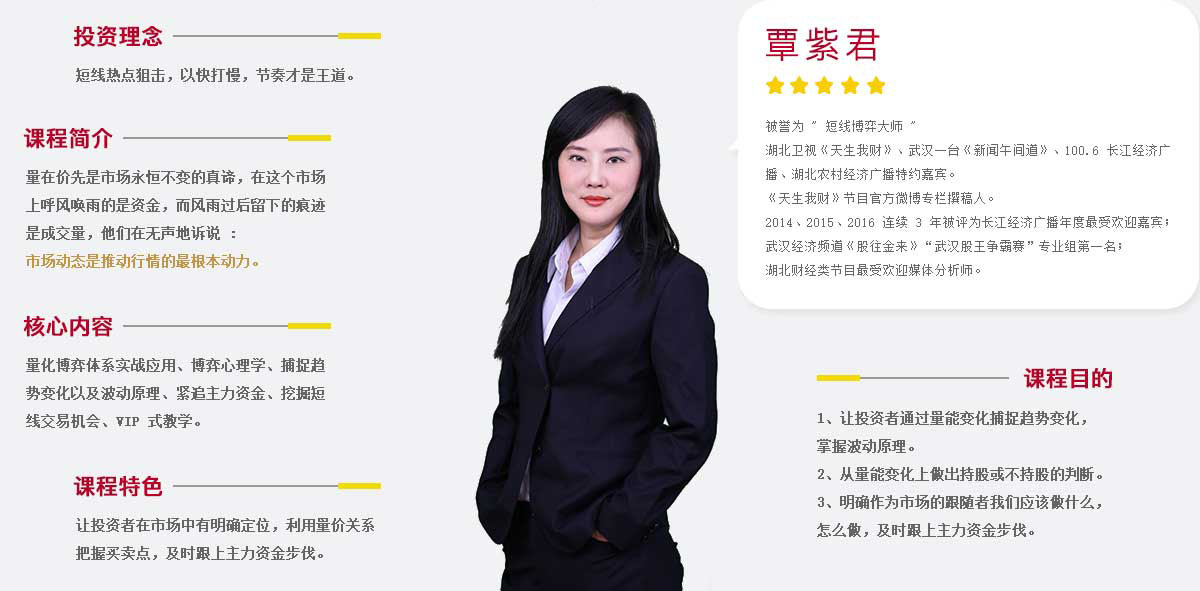 投资理念
短线热点狙击，以快打慢，节奏才是王道。
课程简介
量在价先是市场永恒不变的真谛，在这个市场
上呼风唤雨的是资金，而风雨过后留下的痕迹
是成交量，他们在无声地诉说 ：
市场动态是推动行情的最根本动力。
核心内容
量化博弈体系实战应用、博弈心理学、捕捉趋
势变化以及波动原理、紧追主力资金、挖掘短
线交易机会、VIP 式教学。
课程特色
让投资者在市场中有明确定位，利用量价关系
把握买卖点，及时跟上主力资金步伐。
覃紫君
被誉为 ＂ 短线博弈大师 ＂
湖北卫视《天生我财》、武汉一台《新闻午间道》、100.6 长江经济广
播、湖北农村经济广播特约嘉宾。
《天生我财》节目官方微博专栏撰稿人。
2014、2015、2016 连续 3 年被评为长江经济广播年度最受欢迎嘉宾；
武汉经济频道《股往金来》“武汉股王争霸赛”专业组第一名；
湖北财经类节目最受欢迎媒体分析师。
课程目的
1、让投资者通过量能变化捕捉趋势变化，
掌握波动原理。
2、从量能变化上做出持股或不持股的判断。
3、明确作为市场的跟随者我们应该做什么，
怎么做，及时跟上主力资金步伐。